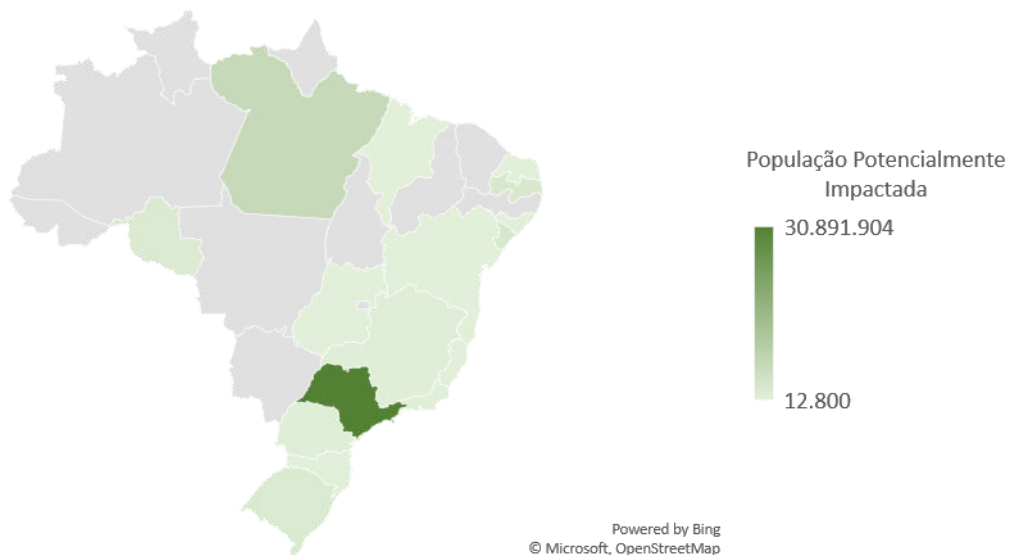 População Potencialmente
Impactada
30.891.904
12.800
Powered by Bing
© Microsoft, OpenStreetMap